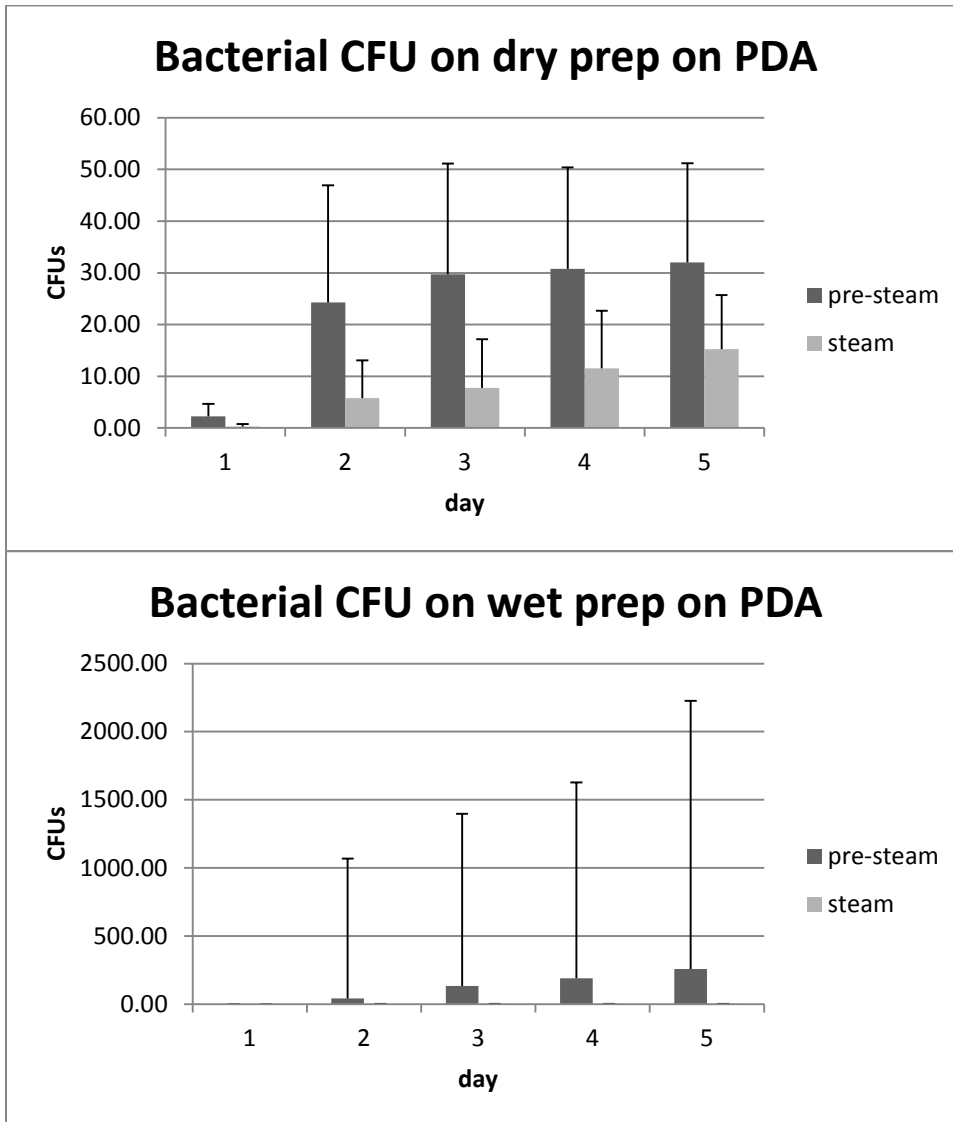 Bacterial CFU on dry prep on PDA
60.00
50.00
40.00
30.00
20.00
10.00
0.00
CFUs
1 2 3 4 5
day
pre-steam
steam
Bacterial CFU on wet prep on PDA
2500.00
2000.00
1500.00
1000.00
500.00
0.00
CFUs
1 2 3 4 5
day
pre-steam
steam